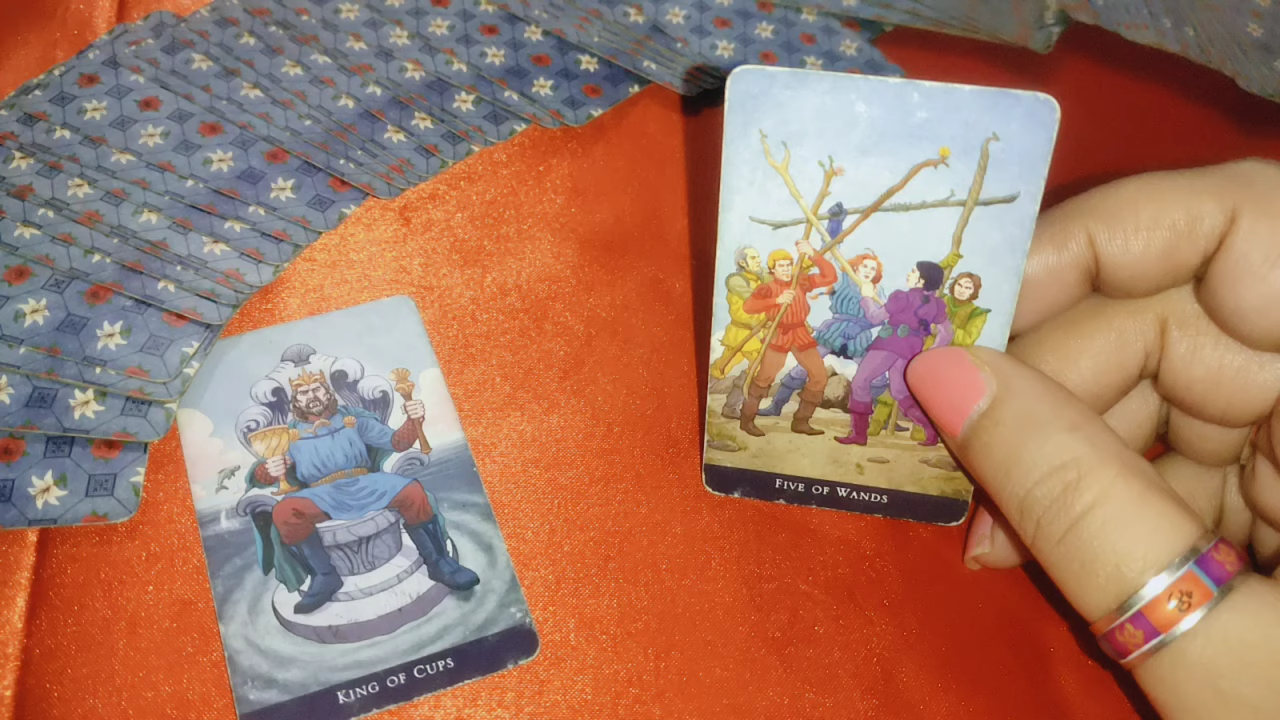 King of Cups
Five of Wands
ॐ